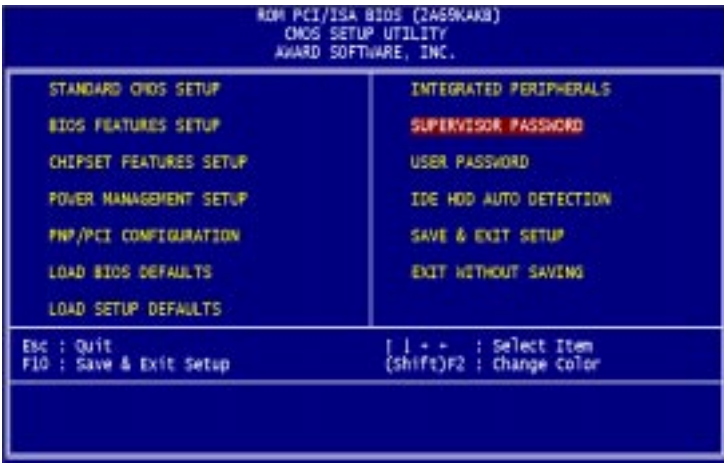 ROM PCI/ISA BIOS (2A69KAKB)
CMOS SETUP UTILITY
AWARD SOFTWARE, INC.
STANDARD CMOS SETUP
BIOS FEATURES SETUP
CHIPSET FEATURES SETUP
POWER MANAGEMENT SETUP
PNP/PCI CONFIGURATION
LOAD BIOS DEFAULTS
LOAD SETUP DEFAULTS
INTEGRATED PERIPHERALS
SUPERVISOR PASSWORD
USER PASSWORD
IDE HDD AUTO DETECTION
SAVE & EXIT SETUP
EXIT WITHOUT SAVING
Esc : Quit
F10 : Save & Exit Setup
: Select Item
(Shift)F2 : Change Color